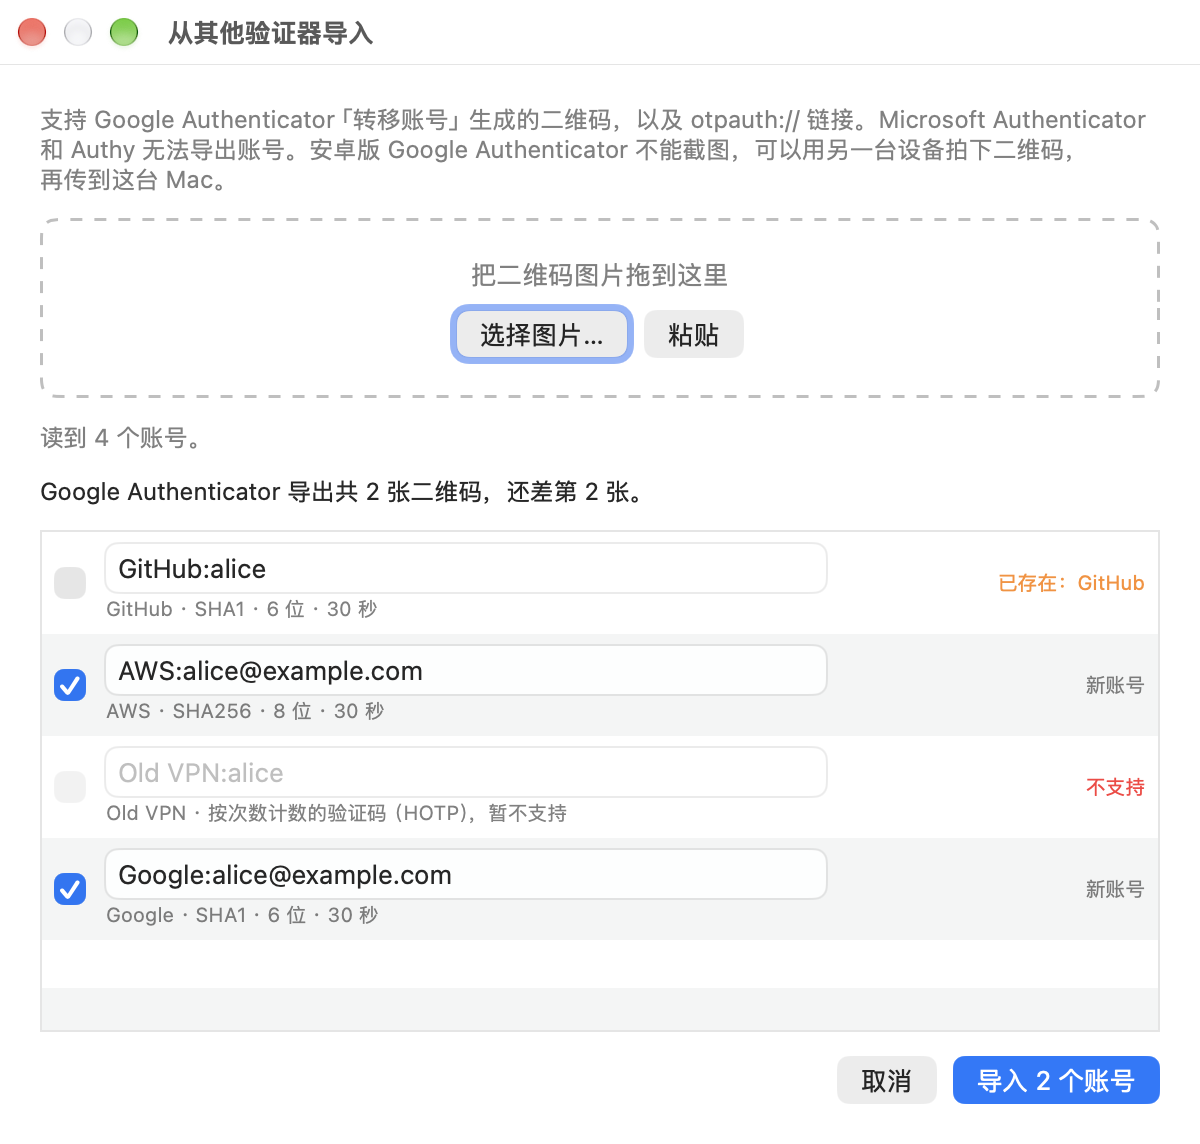 从其他验证器导入
支持 Google Authenticator「转移账号」生成的二维码，以及 otpauth:// 链接。Microsoft Authenticator
和 Authy 无法导出账号。安卓版 Google Authenticator 不能截图，可以用另一台设备拍下二维码，
再传到这台 Mac。
把二维码图片拖到这里
选择图片... 粘贴
读到 4 个账号。
Google Authenticator 导出共 2 张二维码，还差第 2 张。
GitHub:alice
已存在：GitHub
GitHub · SHA1 · 6 位 · 30 秒
AWS:alice@example.com
新账号
AWS · SHA256 · 8 位 · 30 秒
Old VPN:alice
不支持
Old VPN · 按次数计数的验证码（HOTP），暂不支持
Google:alice@example.com
新账号
Google · SHA1 · 6 位 · 30 秒
取消 导入 2 个账号